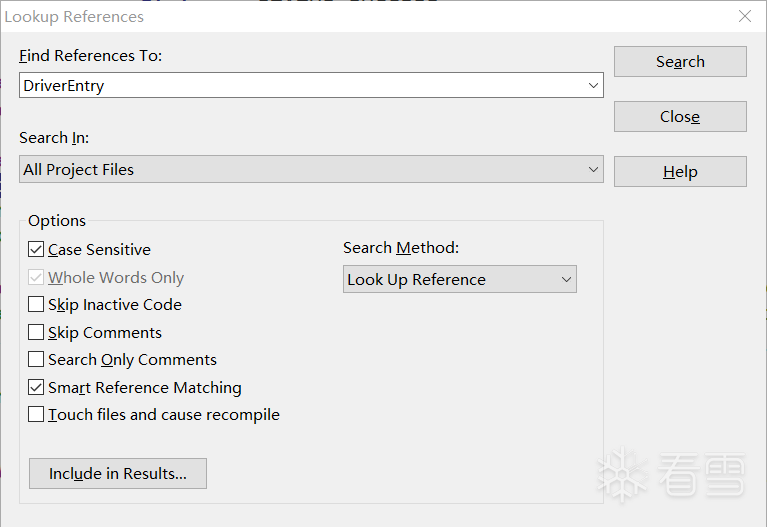 Lookup References
Find References To:
DriverEntry
Search
Close
Search In:
All Project Files
Help
Options
Case Sensitive
Search Method:
Whole Words Only
Look Up Reference
Skip Inactive Code
Skip Comments
Search Only Comments
Smart Reference Matching
Touch files and cause recompile
Include in Results...
看雪